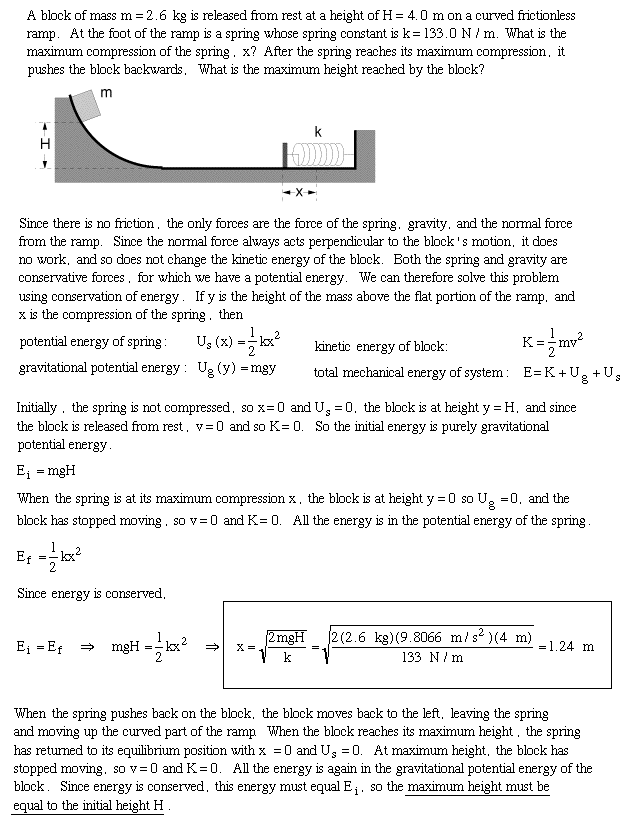 A block of mass m = 2.6 kg is released from rest at a height of H = 4.0 m on a curved frictionless
ramp. At the foot of the ramp is a spring whose spring constant is k = 133.0 N / m. What is the
maximum compression of the spring, x? After the spring reaches its maximum compression, it
pushes the block backwards, What is the maximum height reached by the block?
m
H
k
x
Since there is no friction, the only forces are the force of the spring, gravity, and the normal force
from the ramp. Since the normal force always acts perpendicular to the block's motion, it does
no work, and so does not change the kinetic energy of the block. Both the spring and gravity are
conservative forces, for which we have a potential energy. We can therefore solve this problem
using conservation of energy. If y is the height of the mass above the flat portion of the ramp, and
x is the compression of the spring, then
potential energy of spring: U_s (x) = 1/2 kx² kinetic energy of block: K = 1/2 mv²
gravitational potential energy: U_g (y) = mgy total mechanical energy of system: E = K + U_g + U_s
Initially, the spring is not compressed, so x = 0 and U_s = 0, the block is at height y = H, and since
the block is released from rest, v = 0 and so K = 0. So the initial energy is purely gravitational
potential energy.
E_i = mgH
When the spring is at its maximum compression x, the block is at height y = 0 so U_g = 0, and the
block has stopped moving, so v = 0 and K = 0. All the energy is in the potential energy of the spring.
E_f = 1/2 kx²
Since energy is conserved,
E_i = E_f ⇒ mgH = 1/2 kx² ⇒ x = √(2mgH / k) = √(2 (2.6 kg) (9.8066 m / s²) (4 m) / 133 N / m) = 1.24 m
When the spring pushes back on the block, the block moves back to the left, leaving the spring
and moving up the curved part of the ramp When the block reaches its maximum height, the spring
has returned to its equilibrium position with x = 0 and U_s = 0. At maximum height, the block has
stopped moving, so v = 0 and K = 0. All the energy is again in the gravitational potential energy of the
block. Since energy is conserved, this energy must equal E_i, so the maximum height must be
equal to the initial height H.